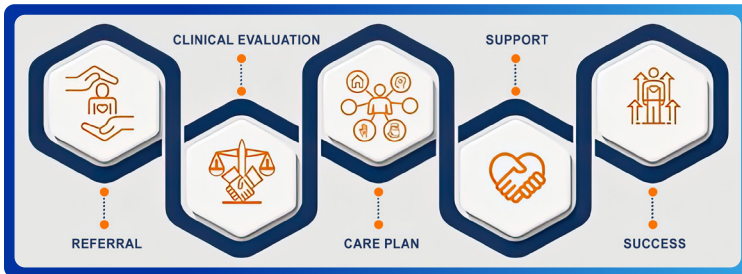 CLINICAL EVALUATION
SUPPORT
REFERRAL
CARE PLAN
SUCCESS